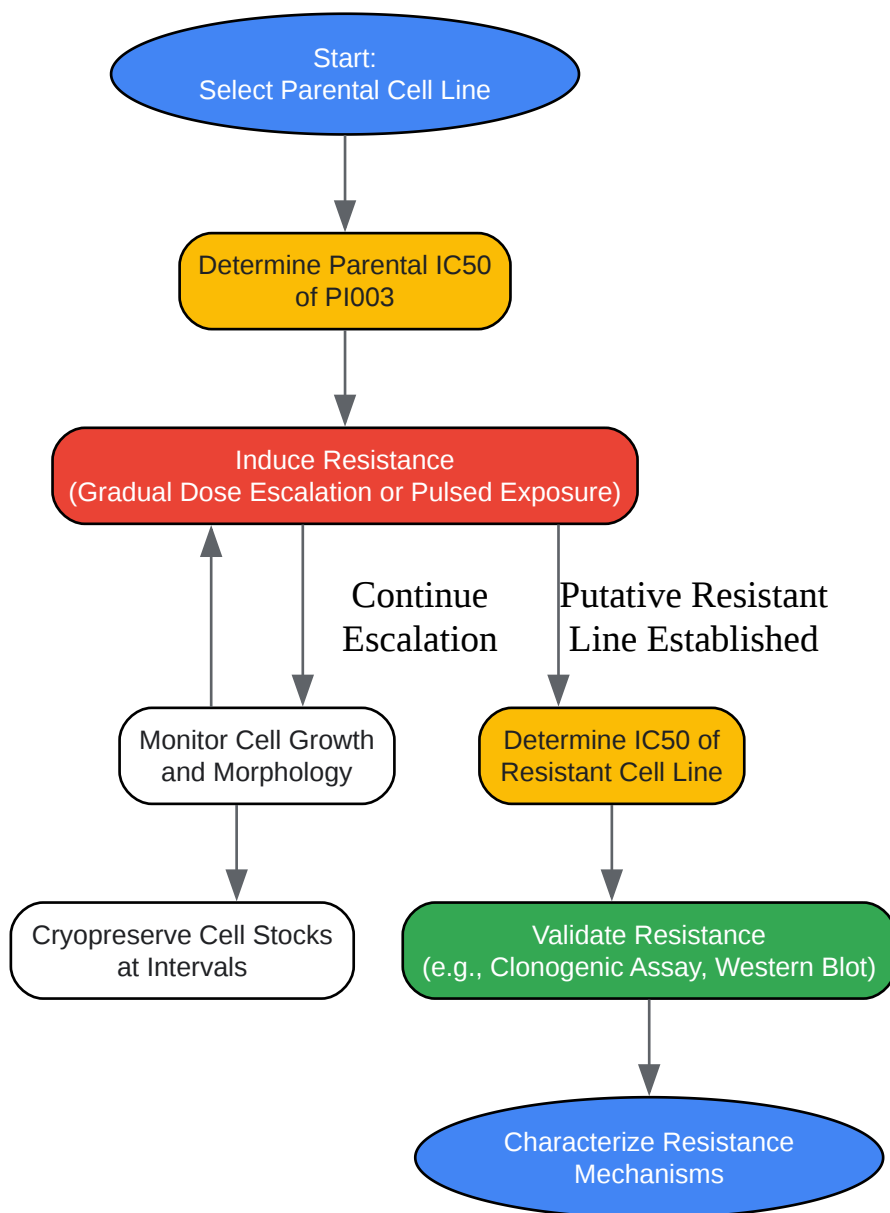 Start:
Select Parental Cell Line
Determine Parental IC50
of PI003
Induce Resistance
(Gradual Dose Escalation or Pulsed Exposure)
Continue
Escalation
Putative Resistant
Line Established
Monitor Cell Growth
and Morphology
Determine IC50 of
Resistant Cell Line
Cryopreserve Cell Stocks
at Intervals
Validate Resistance
(e.g., Clonogenic Assay, Western Blot)
Characterize Resistance
Mechanisms